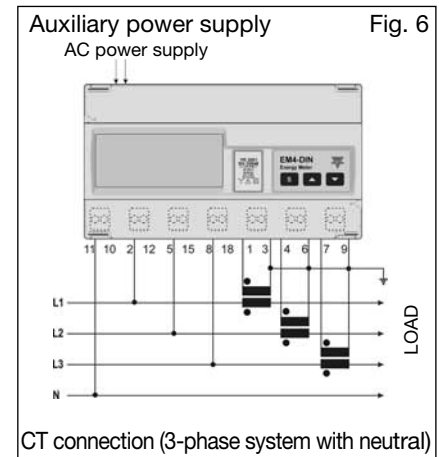 Auxiliary power supply Fig. 6
AC power supply
EM4-DIN
Energy Meter
S
11 10 2 12 5 15 8 18 1 3 4 6 7 9
L1
L2
L3
N
LOAD
CT connection (3-phase system with neutral)